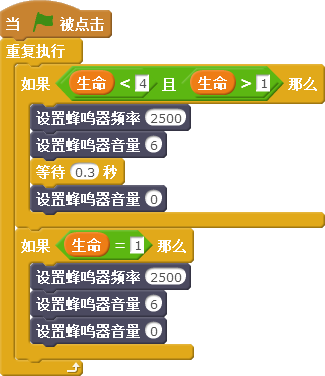 当 被点击
重复执行
如果 生命 < 4 且 生命 > 1 那么
设置蜂鸣器频率 2500
设置蜂鸣器音量 6
等待 0.3 秒
设置蜂鸣器音量 0
如果 生命 = 1 那么
设置蜂鸣器频率 2500
设置蜂鸣器音量 6
设置蜂鸣器音量 0